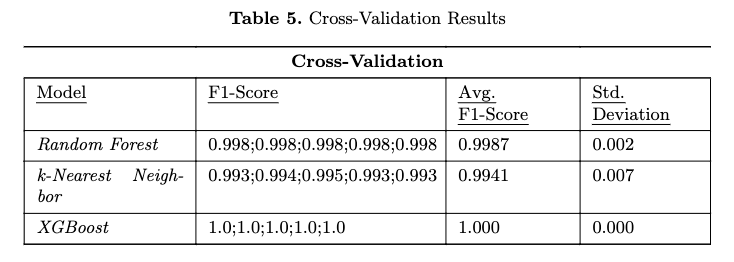 Table 5. Cross-Validation Results
Cross-Validation
Model F1-Score Avg. F1-Score Std. Deviation
Random Forest 0.998;0.998;0.998;0.998;0.998 0.9987 0.002
k-Nearest Neigh-bor 0.993;0.994;0.995;0.993;0.993 0.9941 0.007
XGBoost 1.0;1.0;1.0;1.0;1.0 1.000 0.000